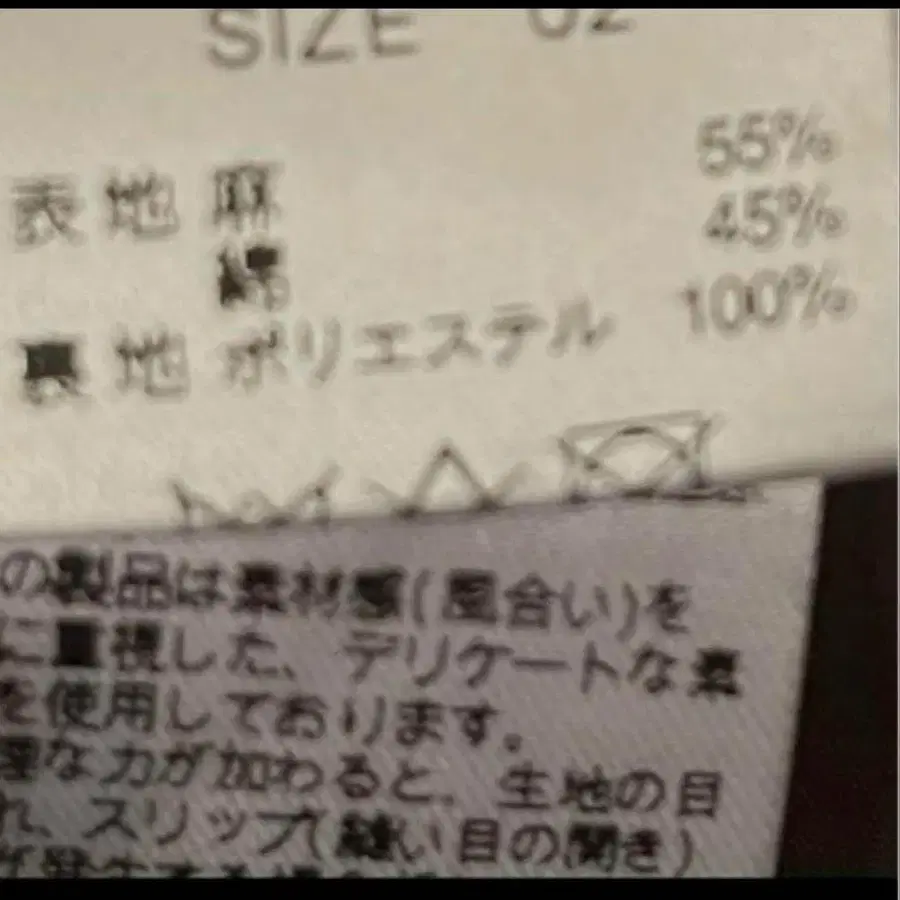 SIZE 02
表地 麻 55%
綿 45%
裏地 ポリエステル 100%
の製品は素材感(風合い)を
に重視した、デリケートな素
を使用しております。
理な力が加わると、生地の目
れ、スリップ(縫い目の開き)